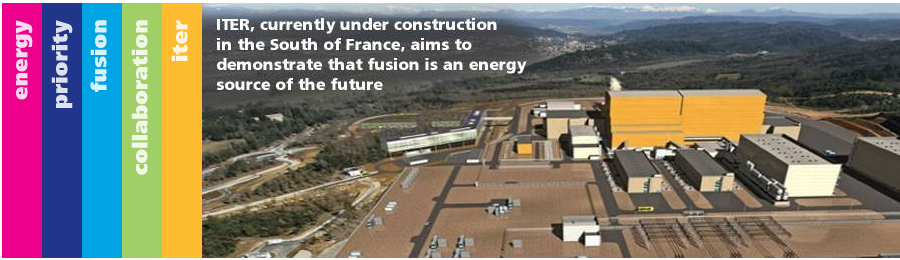 energy
priority
fusion
collaboration
iter
ITER, currently under construction
in the South of France, aims to
demonstrate that fusion is an energy
source of the future